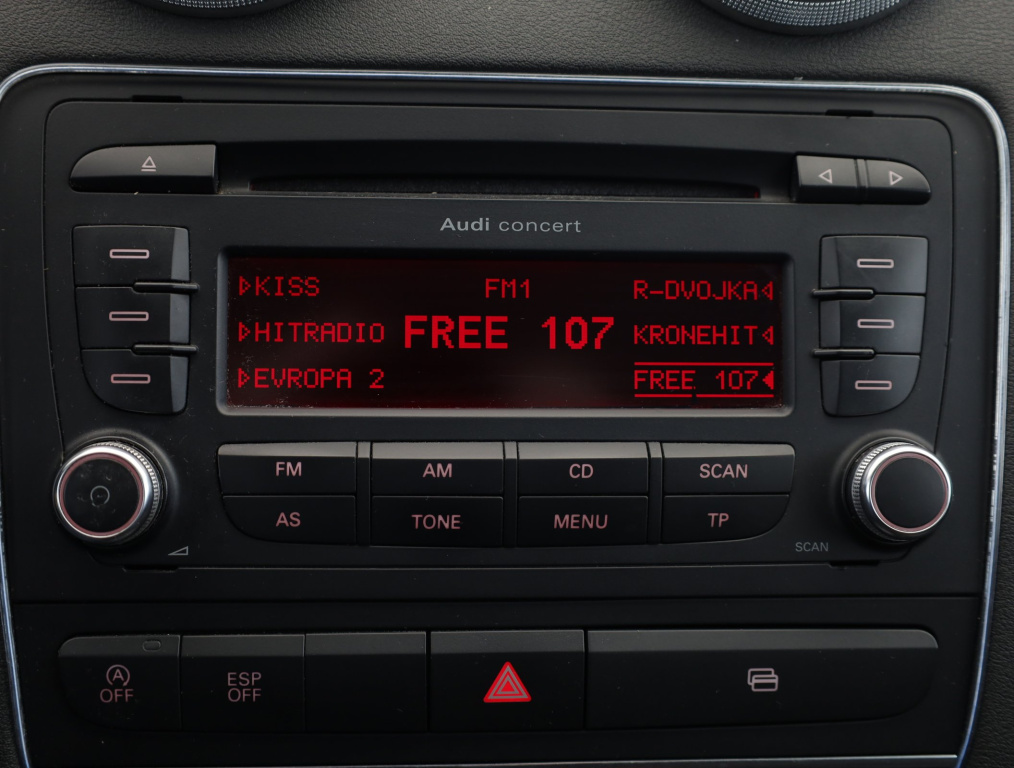 Audi concert
KISS FM1 R-DVOJKA
HITRADIO FREE 107 KRONEHIT
EVROPA 2 FREE 107
FM AM CD SCAN
AS TONE MENU TP
SCAN
A
OFF
ESP
OFF